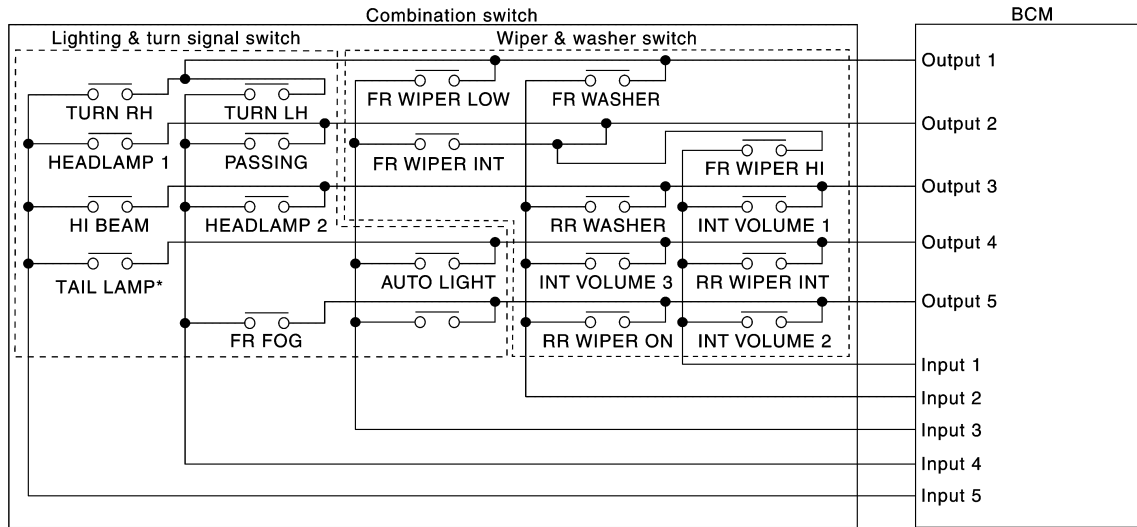 Combination switch
BCM
Lighting & turn signal switch
Wiper & washer switch
Output 1
TURN RH
TURN LH
FR WIPER LOW
FR WASHER
Output 2
HEADLAMP 1
PASSING
FR WIPER INT
FR WIPER HI
Output 3
HI BEAM
HEADLAMP 2
RR WASHER
INT VOLUME 1
Output 4
TAIL LAMP*
AUTO LIGHT
INT VOLUME 3
RR WIPER INT
Output 5
FR FOG
RR WIPER ON
INT VOLUME 2
Input 1
Input 2
Input 3
Input 4
Input 5